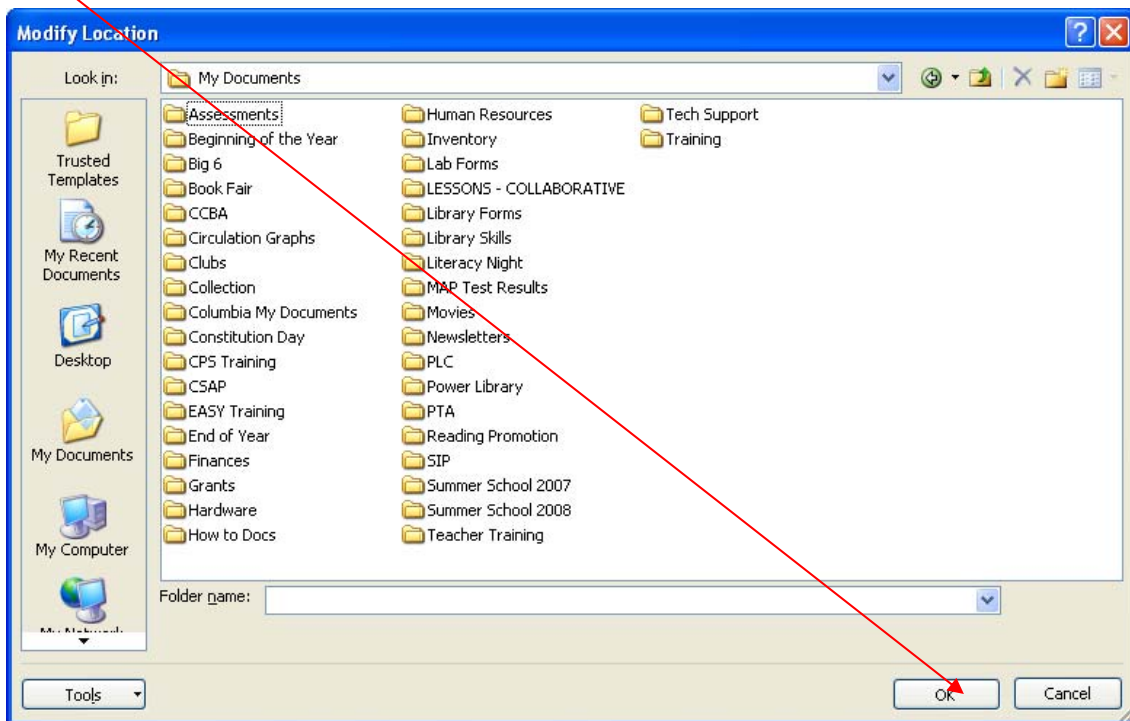 Modify Location
Look in:
My Documents
Trusted
Templates
My Recent
Documents
Desktop
My Documents
My Computer
Assessments
Beginning of the Year
Big 6
Book Fair
CCBA
Circulation Graphs
Clubs
Collection
Columbia My Documents
Constitution Day
CPS Training
CSAP
EASY Training
End of Year
Finances
Grants
Hardware
How to Docs
Human Resources
Inventory
Lab Forms
LESSONS - COLLABORATIVE
Library Forms
Library Skills
Literacy Night
MAP Test Results
Movies
Newsletters
PLC
Power Library
PTA
Reading Promotion
SIP
Summer School 2007
Summer School 2008
Teacher Training
Tech Support
Training
Folder name:
Tools
OK
Cancel